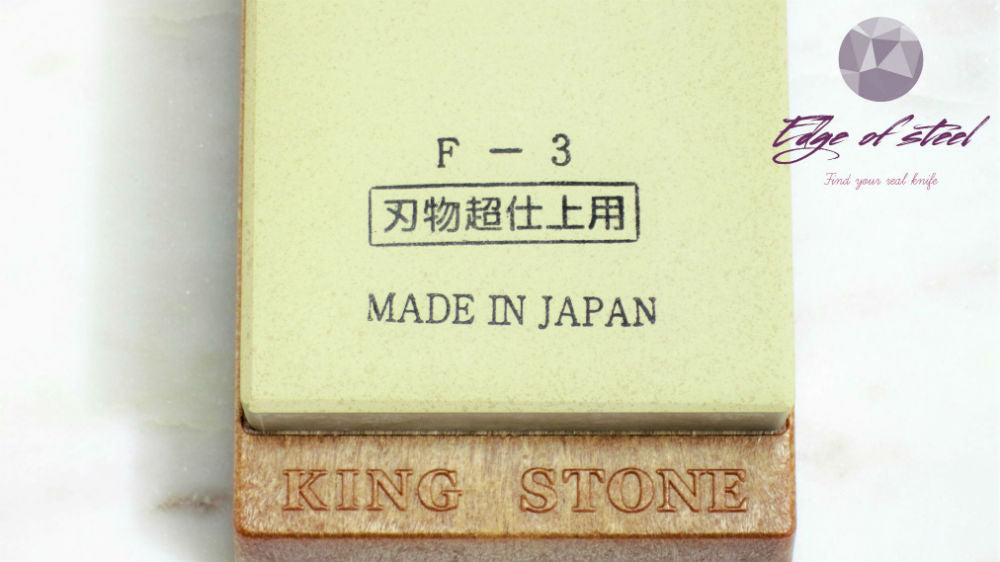 F - 3
刃物超仕上用
MADE IN JAPAN
KING STONE
Edge of steel
Find your real knife